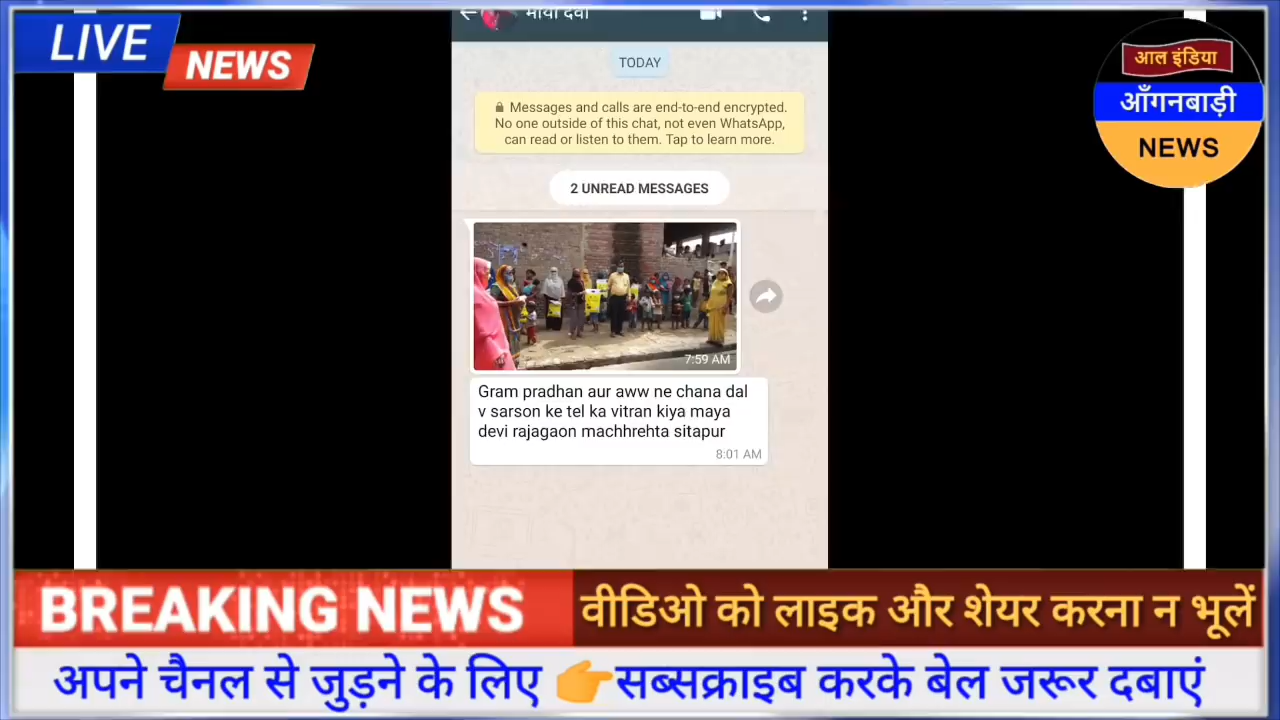 LIVE
NEWS
आल इंडिया
आँगनबाड़ी
NEWS
माया देवी
TODAY
Messages and calls are end-to-end encrypted.
No one outside of this chat, not even WhatsApp,
can read or listen to them. Tap to learn more.
2 UNREAD MESSAGES
7:59 AM
Gram pradhan aur aww ne chana dal
v sarson ke tel ka vitran kiya maya
devi rajagaon machhrehta sitapur
8:01 AM
BREAKING NEWS
वीडिओ को लाइक और शेयर करना न भूलें
अपने चैनल से जुड़ने के लिए 👉सब्सक्राइब करके बेल जरूर दबाएं